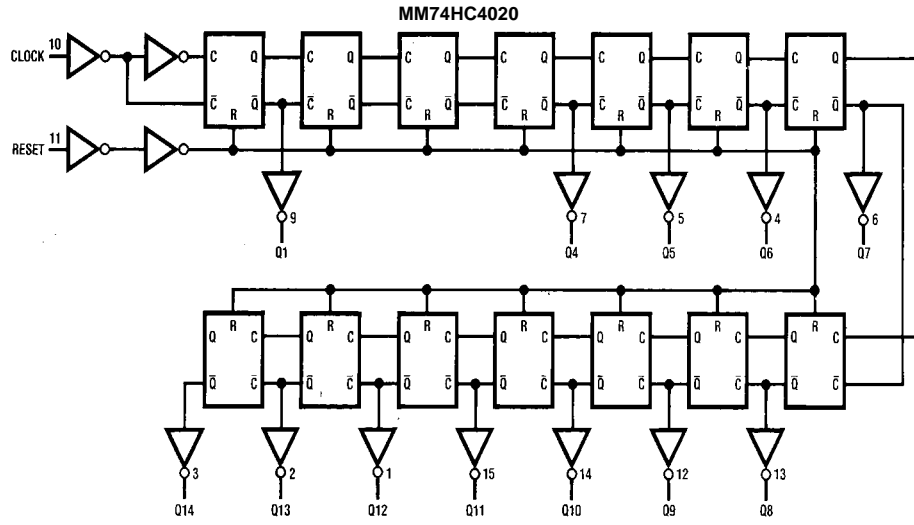 MM74HC4020
10
CLOCK
C Q C Q C Q C Q C Q C Q C Q
C̅ Q̅ C̅ Q̅ C̅ Q̅ C̅ Q̅ C̅ Q̅ C̅ Q̅ C̅ Q̅
R R R R R R R
11
RESET
9 7 5 4 6
Q1 Q4 Q5 Q6 Q7
R R R R R R R
Q C Q C Q C Q C Q C Q C Q C
Q̅ C̅ Q̅ C̅ Q̅ C̅ Q̅ C̅ Q̅ C̅ Q̅ C̅ Q̅ C̅
3 2 1 15 14 12 13
Q14 Q13 Q12 Q11 Q10 Q9 Q8